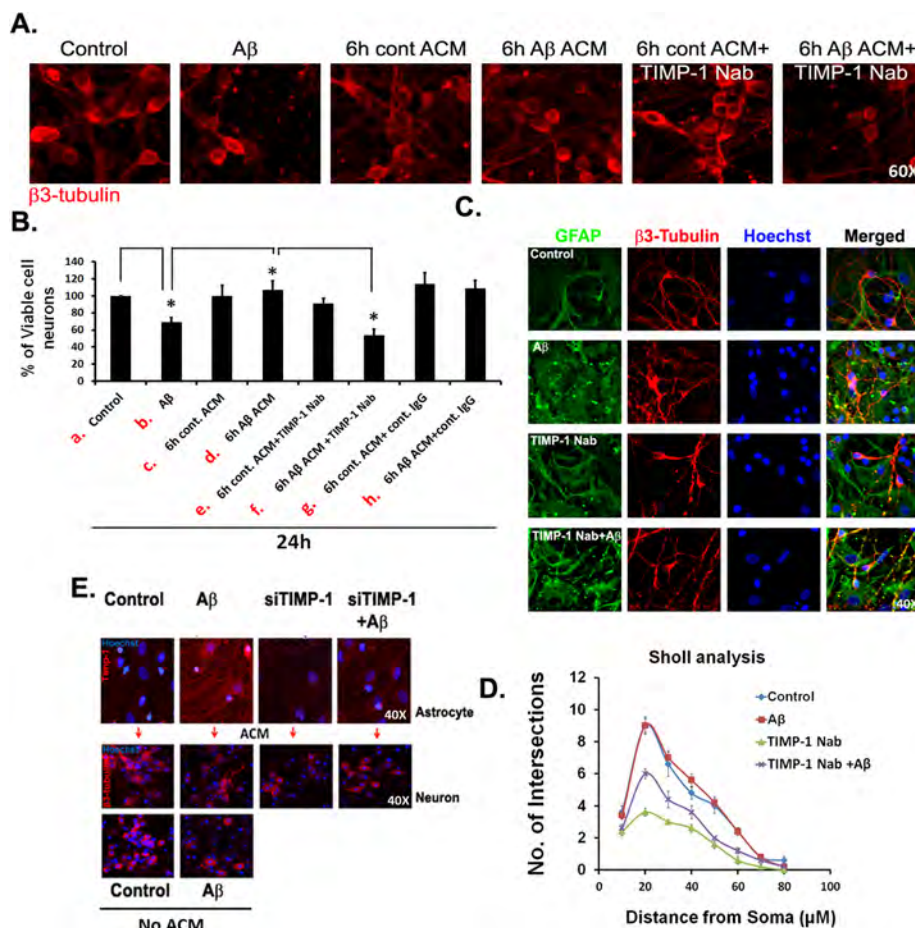 A.
Control
Aβ
6h cont ACM
6h Aβ ACM
6h cont ACM+
TIMP-1 Nab
6h Aβ ACM+
TIMP-1 Nab
60X
β3-tubulin
B.
% of Viable cell
neurons
140
120
100
80
60
40
20
0
*
*
*
a. Control
b. Aβ
c. 6h cont. ACM
d. 6h Aβ ACM
e. 6h cont. ACM+TIMP-1 Nab
f. 6h Aβ ACM +TIMP-1 Nab
g. 6h cont. ACM+ cont. IgG
h. 6h Aβ ACM+cont. IgG
24h
C.
GFAP
β3-Tubulin
Hoechst
Merged
Control
Aβ
TIMP-1 Nab
TIMP-1 Nab+Aβ
40X
D.
Sholl analysis
No. of Intersections
12
10
8
6
4
2
0
0
20
40
60
80
100
Distance from Soma (µM)
Control
Aβ
TIMP-1 Nab
TIMP-1 Nab +Aβ
E.
Control
Aβ
siTIMP-1
siTIMP-1
+Aβ
Hoechst
Timp-1
40X
Astrocyte
ACM
Hoechst
β3-tubulin
40X
Neuron
Control
Aβ
No ACM